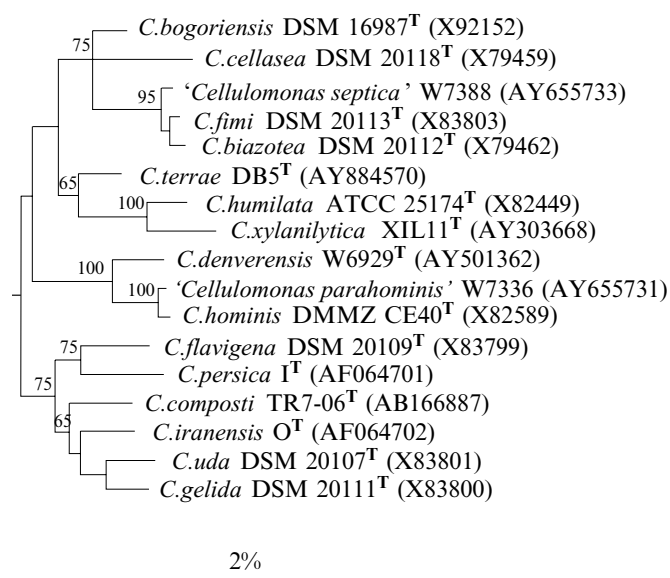 C.bogoriensis DSM 16987T (X92152)
75
C.cellasea DSM 20118T (X79459)
95
‘Cellulomonas septica’ W7388 (AY655733)
C.fimi DSM 20113T (X83803)
C.biazotea DSM 20112T (X79462)
65
C.terrae DB5T (AY884570)
100
C.humilata ATCC 25174T (X82449)
C.xylanilytica XIL11T (AY303668)
100
C.denverensis W6929T (AY501362)
100
‘Cellulomonas parahominis’ W7336 (AY655731)
C.hominis DMMZ CE40T (X82589)
75
C.flavigena DSM 20109T (X83799)
75
C.persica IT (AF064701)
65
C.composti TR7-06T (AB166887)
C.iranensis OT (AF064702)
C.uda DSM 20107T (X83801)
C.gelida DSM 20111T (X83800)
2%